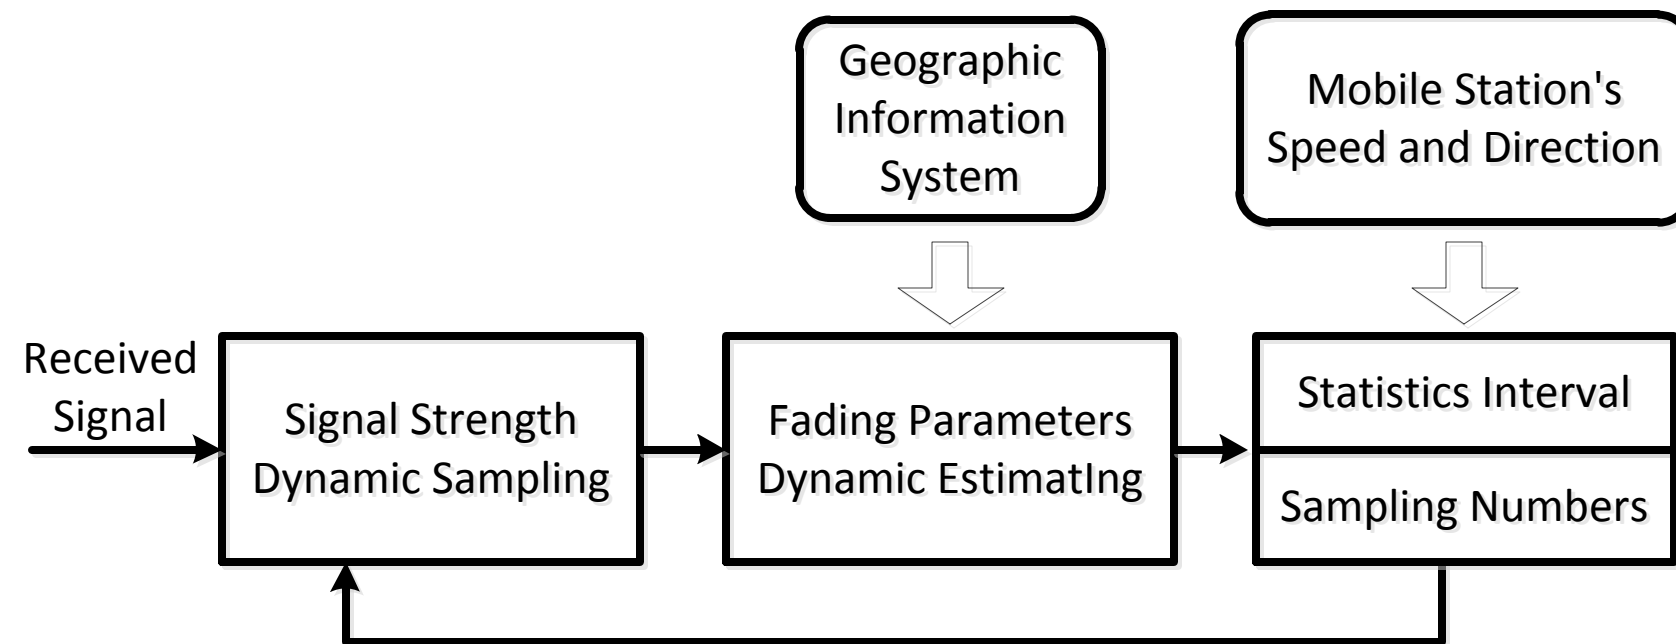 Geographic
Information
System
Mobile Station's
Speed and Direction
Received
Signal
Signal Strength
Dynamic Sampling
Fading Parameters
Dynamic EstimatIng
Statistics Interval
Sampling Numbers